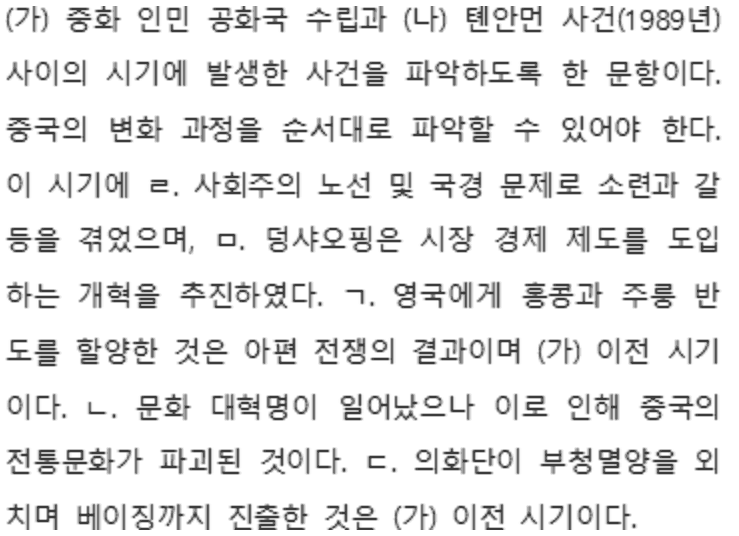 (가) 중화 인민 공화국 수립과 (나) 톈안먼 사건(1989년)
사이의 시기에 발생한 사건을 파악하도록 한 문항이다.
중국의 변화 과정을 순서대로 파악할 수 있어야 한다.
이 시기에 ㄹ. 사회주의 노선 및 국경 문제로 소련과 갈
등을 겪었으며, ㅁ. 덩샤오핑은 시장 경제 제도를 도입
하는 개혁을 추진하였다. ㄱ. 영국에게 홍콩과 주룽 반
도를 할양한 것은 아편 전쟁의 결과이며 (가) 이전 시기
이다. ㄴ. 문화 대혁명이 일어났으나 이로 인해 중국의
전통문화가 파괴된 것이다. ㄷ. 의화단이 부청멸양을 외
치며 베이징까지 진출한 것은 (가) 이전 시기이다.